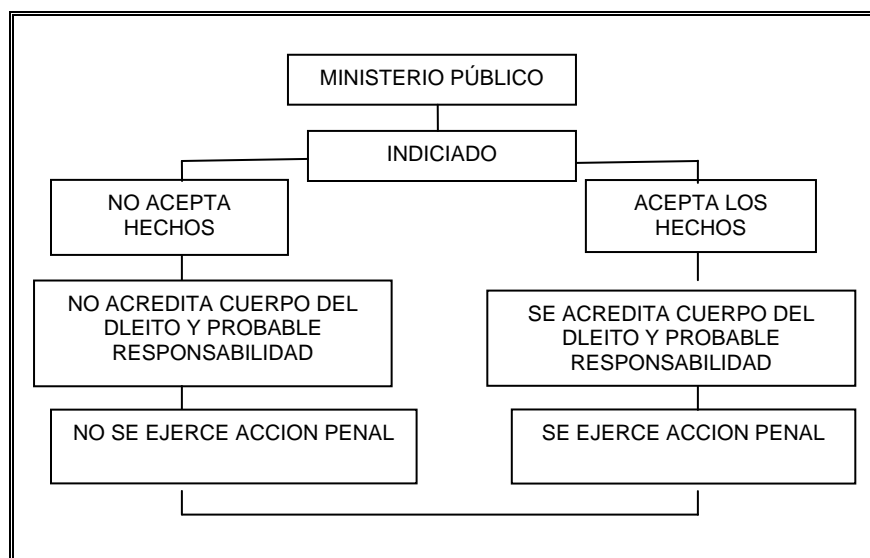 MINISTERIO PÚBLICO
INDICIADO
NO ACEPTA
HECHOS
ACEPTA LOS
HECHOS
NO ACREDITA CUERPO DEL
DLEITO Y PROBABLE
RESPONSABILIDAD
SE ACREDITA CUERPO DEL
DLEITO Y PROBABLE
RESPONSABILIDAD
NO SE EJERCE ACCION PENAL
SE EJERCE ACCION PENAL